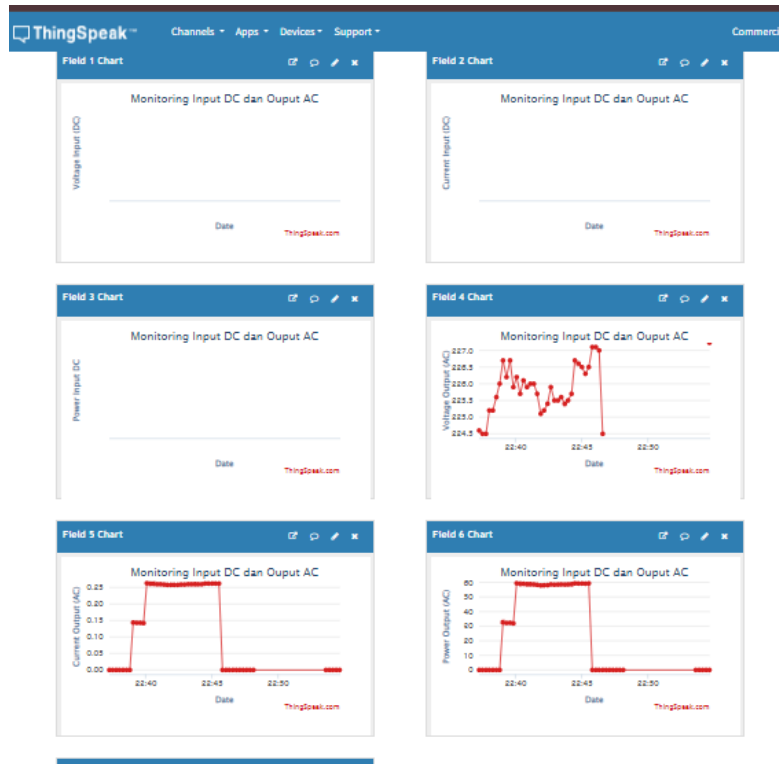 ThingSpeak™ Channels Apps Devices Support Commerci
Field 1 Chart
Monitoring Input DC dan Ouput AC
Voltage Input (DC)
Date
ThingSpeak.com
Field 2 Chart
Monitoring Input DC dan Ouput AC
Current Input (DC)
Date
ThingSpeak.com
Field 3 Chart
Monitoring Input DC dan Ouput AC
Power Input DC
Date
ThingSpeak.com
Field 4 Chart
Monitoring Input DC dan Ouput AC
Voltage Output (AC)
227.0
226.5
226.0
225.5
225.0
224.5
22:40 22:45 22:50
Date
ThingSpeak.com
Field 5 Chart
Monitoring Input DC dan Ouput AC
Current Output (AC)
0.25
0.20
0.15
0.10
0.05
0.00
22:40 22:45 22:50
Date
ThingSpeak.com
Field 6 Chart
Monitoring Input DC dan Ouput AC
Power Output (AC)
60
50
40
30
20
10
0
22:40 22:45 22:50
Date
ThingSpeak.com